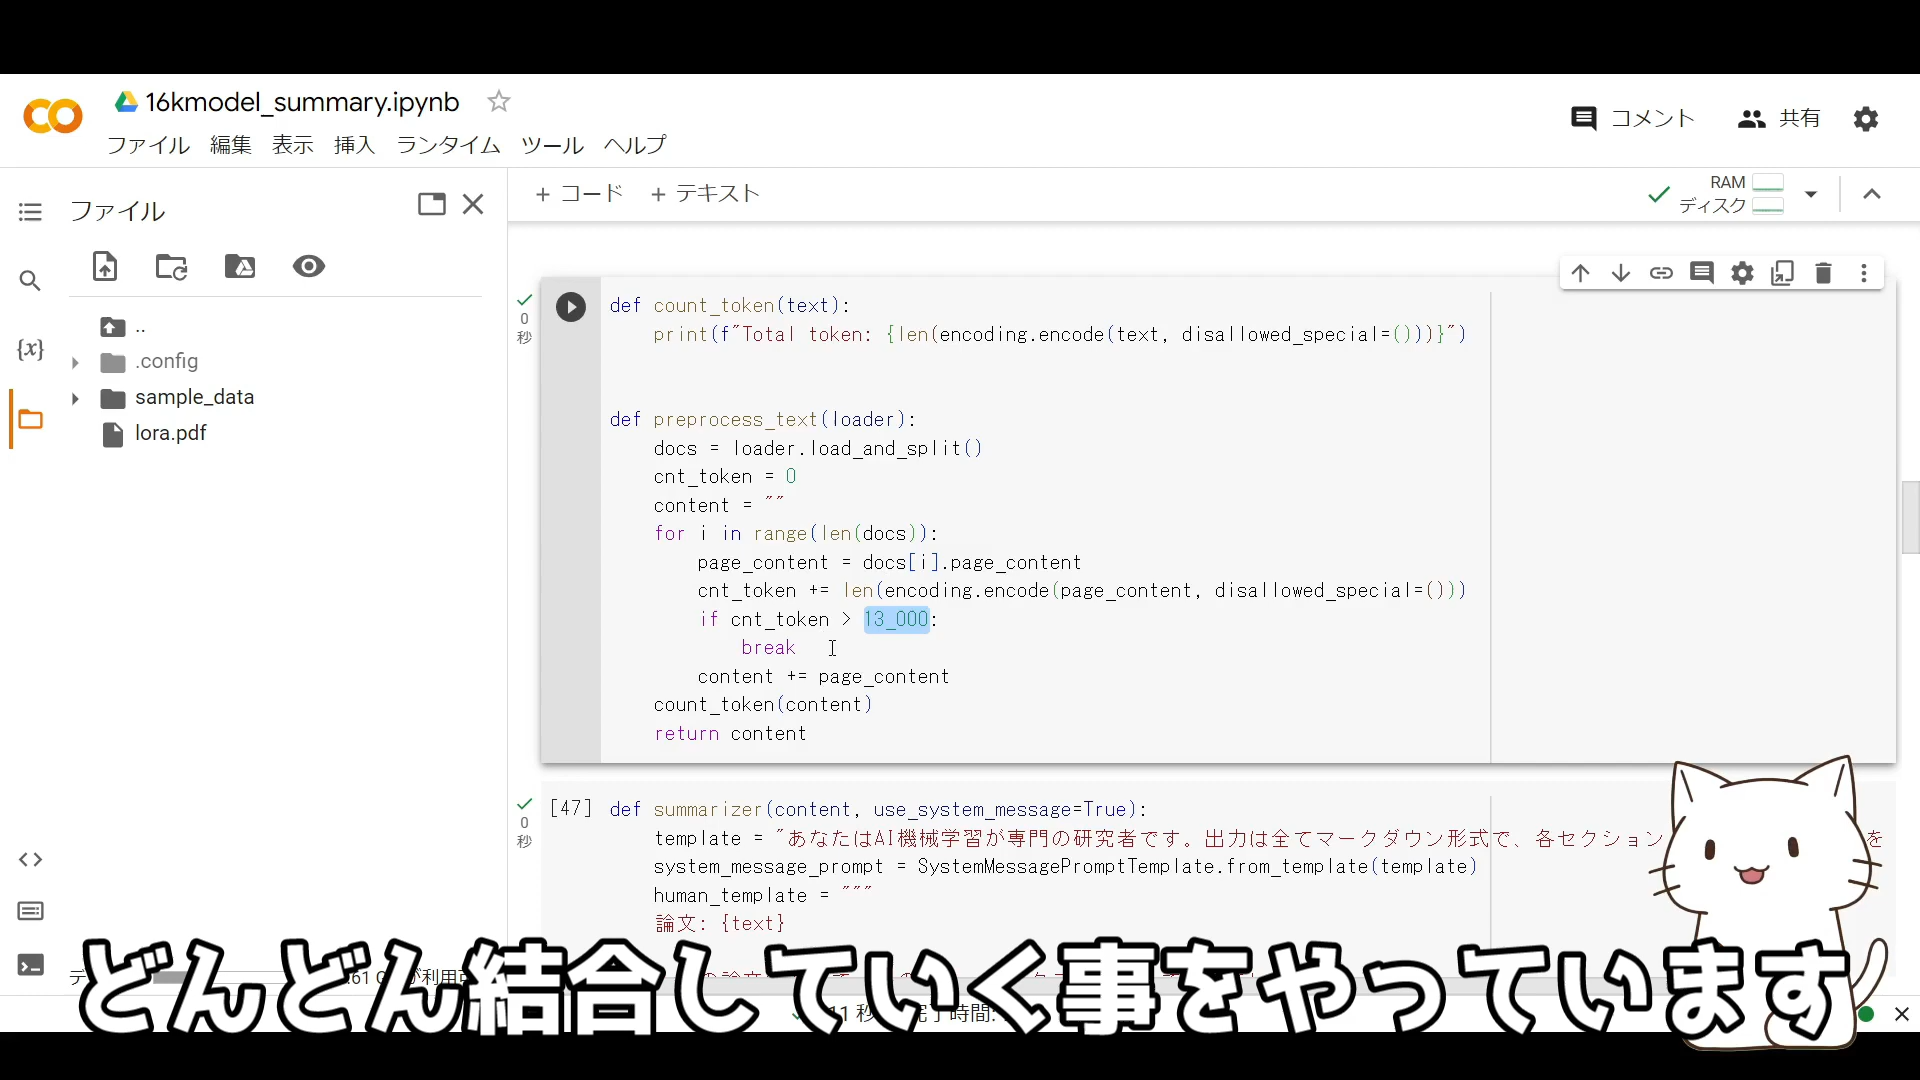 16kmodel_summary.ipynb
ファイル 編集 表示 挿入 ランタイム ツール ヘルプ
コメント 共有
ファイル
+ コード + テキスト
RAM
ディスク
..
.config
sample_data
lora.pdf
0
秒
def count_token(text):
    print(f"Total token: {len(encoding.encode(text, disallowed_special=()))}")
def preprocess_text(loader):
    docs = loader.load_and_split()
    cnt_token = 0
    content = ""
    for i in range(len(docs)):
        page_content = docs[i].page_content
        cnt_token += len(encoding.encode(page_content, disallowed_special=()))
        if cnt_token > 13_000:
            break
        content += page_content
    count_token(content)
    return content
0
秒
[47] def summarizer(content, use_system_message=True):
    template = "あなたはAI機械学習が専門の研究者です。出力は全てマークダウン形式で、各セクション を
    system_message_prompt = SystemMessagePromptTemplate.from_template(template)
    human_template = """
    論文: {text}
どんどん結合していく事をやっています